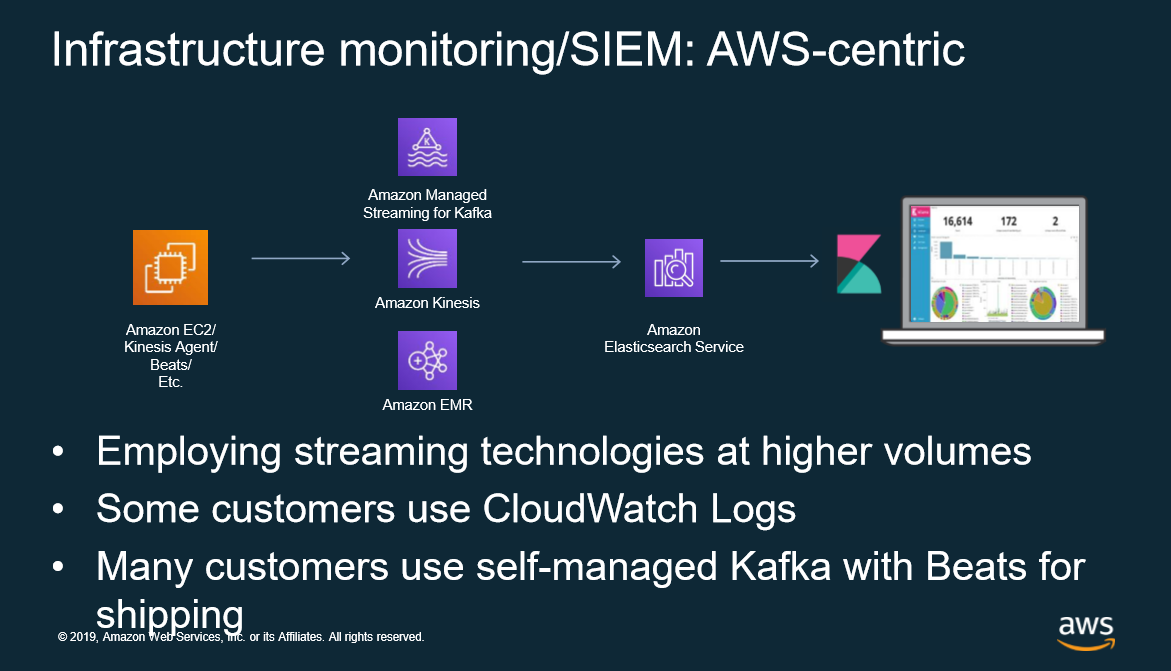 Infrastructure monitoring/SIEM: AWS-centric
Amazon Managed
Streaming for Kafka
Amazon EC2/
Kinesis Agent/
Beats/
Etc.
Amazon Kinesis
Amazon EMR
Amazon
Elasticsearch Service
16,614
172
2
• Employing streaming technologies at higher volumes
• Some customers use CloudWatch Logs
• Many customers use self-managed Kafka with Beats for
shipping
© 2019, Amazon Web Services, Inc. or its Affiliates. All rights reserved.
aws